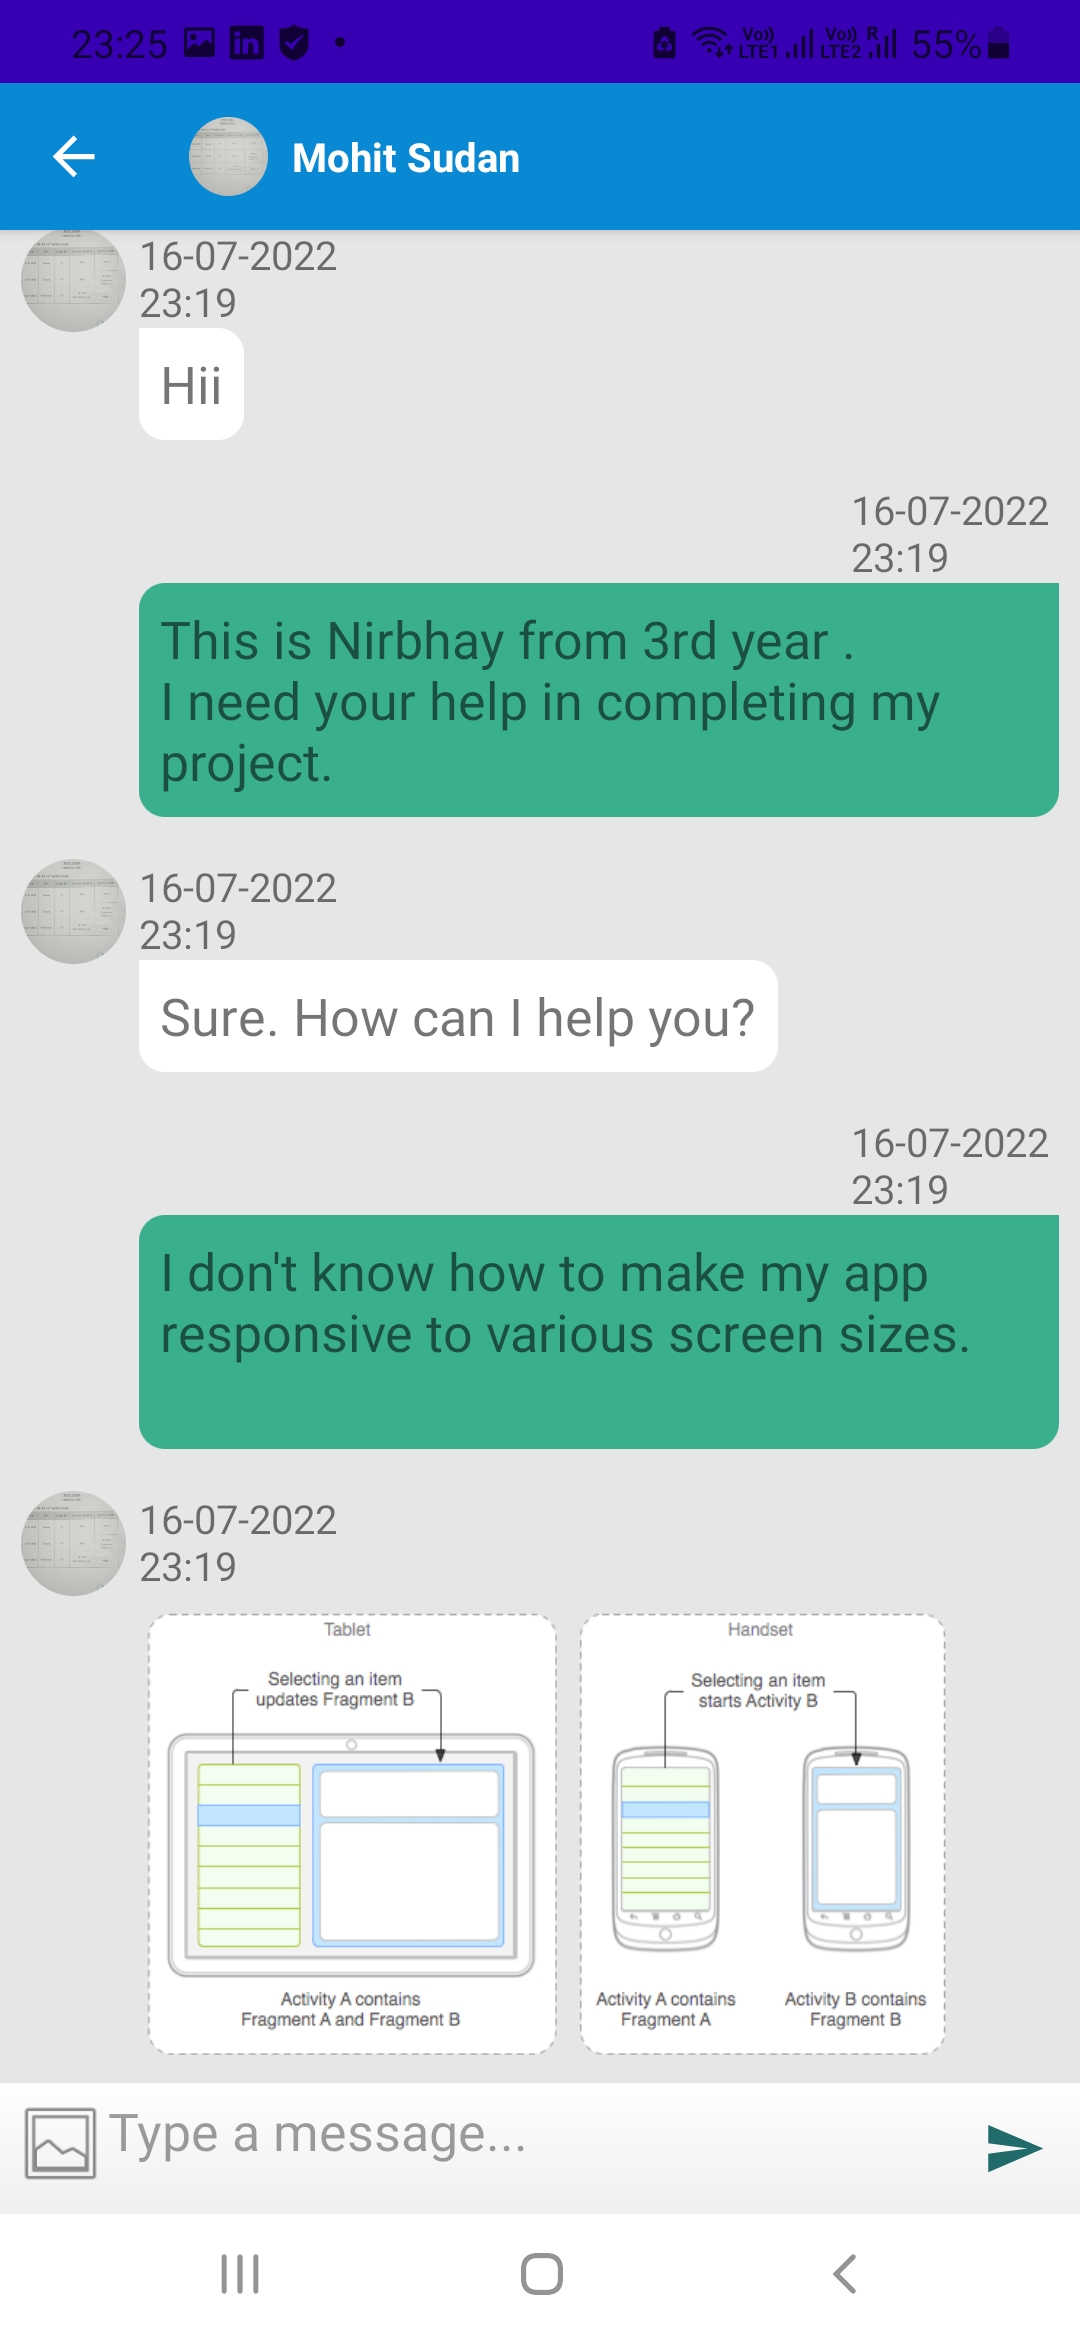 23:25
in
Vo))
LTE1
Vo)) R
LTE2
55%
Mohit Sudan
16-07-2022
23:19
Hii
16-07-2022
23:19
This is Nirbhay from 3rd year .
I need your help in completing my
project.
16-07-2022
23:19
Sure. How can I help you?
16-07-2022
23:19
I don't know how to make my app
responsive to various screen sizes.
16-07-2022
23:19
Tablet
Selecting an item
updates Fragment B
Activity A contains
Fragment A and Fragment B
Handset
Selecting an item
starts Activity B
Activity A contains
Fragment A
Activity B contains
Fragment B
Type a message...